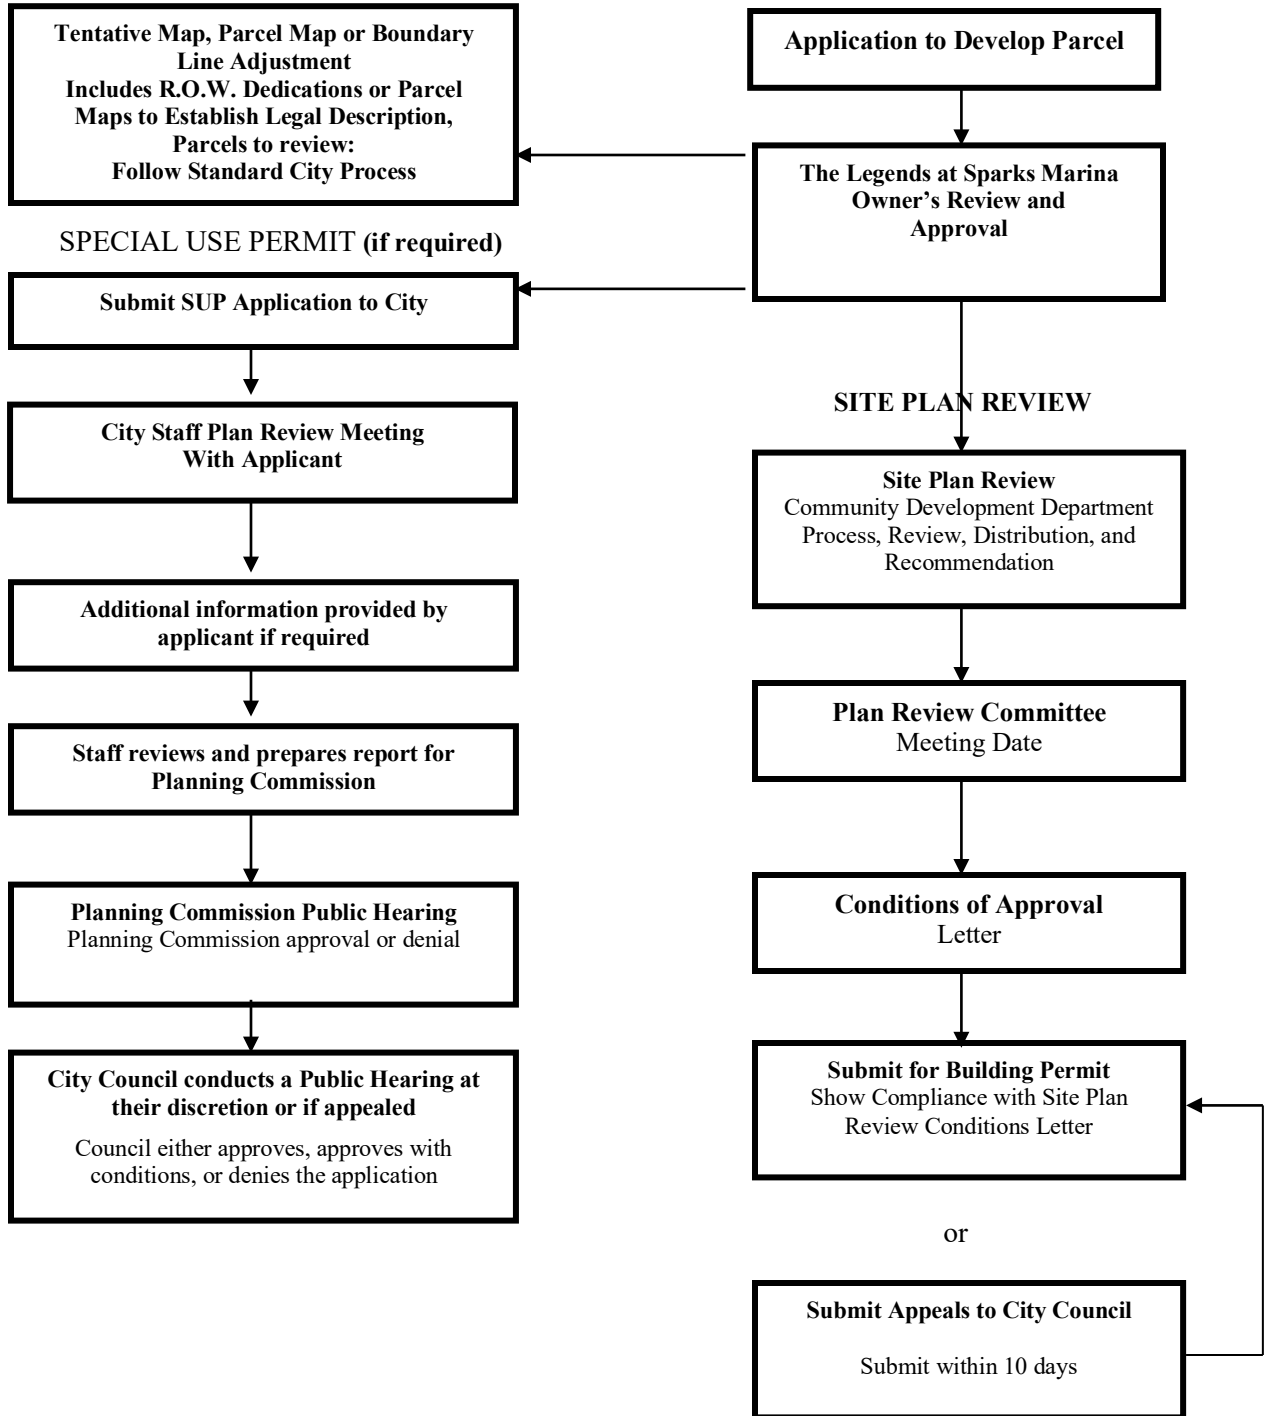 Tentative Map, Parcel Map or Boundary
Line Adjustment
Includes R.O.W. Dedications or Parcel
Maps to Establish Legal Description,
Parcels to review:
Follow Standard City Process
SPECIAL USE PERMIT (if required)
Submit SUP Application to City
City Staff Plan Review Meeting
With Applicant
Additional information provided by
applicant if required
Staff reviews and prepares report for
Planning Commission
Planning Commission Public Hearing
Planning Commission approval or denial
City Council conducts a Public Hearing at
their discretion or if appealed
Council either approves, approves with
conditions, or denies the application
Application to Develop Parcel
The Legends at Sparks Marina
Owner’s Review and
Approval
SITE PLAN REVIEW
Site Plan Review
Community Development Department
Process, Review, Distribution, and
Recommendation
Plan Review Committee
Meeting Date
Conditions of Approval
Letter
Submit for Building Permit
Show Compliance with Site Plan
Review Conditions Letter
or
Submit Appeals to City Council
Submit within 10 days